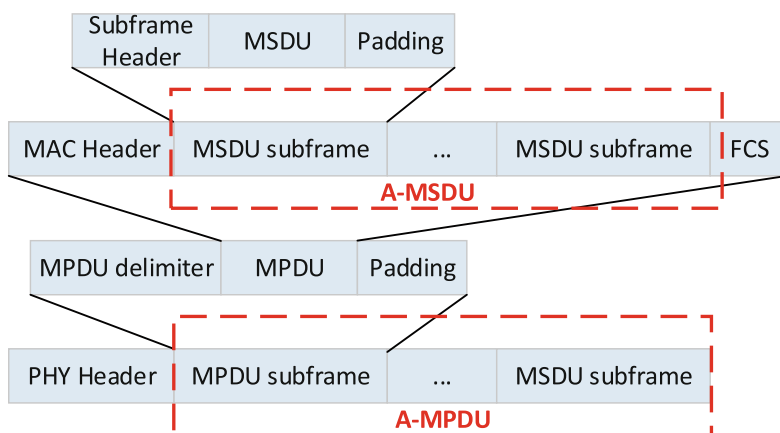 Subframe
Header
MSDU
Padding
MAC Header
MSDU subframe
...
MSDU subframe
FCS
A-MSDU
MPDU delimiter
MPDU
Padding
PHY Header
MPDU subframe
...
MSDU subframe
A-MPDU